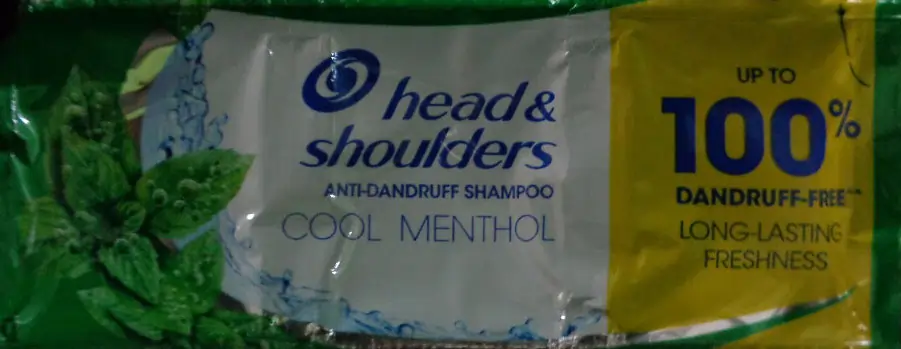 head &
shoulders
ANTI-DANDRUFF SHAMPOO
COOL MENTHOL
UP TO
100%
DANDRUFF-FREE
LONG-LASTING
FRESHNESS